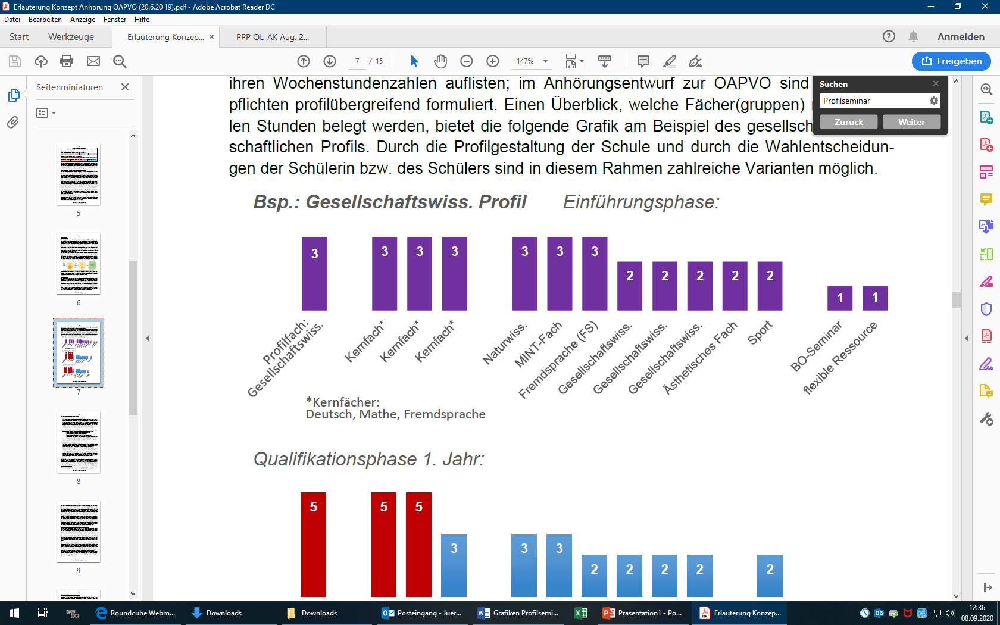 Erläuterung Konzept Anhörung OAPVO (20.6.20 19).pdf - Adobe Acrobat Reader DC
Datei Bearbeiten Anzeige Fenster Hilfe
Start Werkzeuge Erläuterung Konzep... × PPP OL-AK Aug. 2... Anmelden
7 / 15 147% Freigeben
Seitenminiaturen
5
6
7
8
9
Suchen
Profilseminar
Zurück Weiter
ihren Wochenstundenzahlen auflisten; im Anhörungsentwurf zur OAPVO sind
pflichten profilübergreifend formuliert. Einen Überblick, welche Fächer(gruppen)
len Stunden belegt werden, bietet die folgende Grafik am Beispiel des gesellsch
schaftlichen Profils. Durch die Profilgestaltung der Schule und durch die Wahlentscheidun-
gen der Schülerin bzw. des Schülers sind in diesem Rahmen zahlreiche Varianten möglich.
Bsp.: Gesellschaftswiss. Profil Einführungsphase:
3 3 3 3 3 3 3 2 2 2 2 2 1 1
Profilfach:
Gesellschaftswiss.
Kernfach*
Kernfach*
Kernfach*
Naturwiss.
MINT-Fach
Fremdsprache (FS)
Gesellschaftswiss.
Gesellschaftswiss.
Gesellschaftswiss.
Ästhetisches Fach
Sport
BO-Seminar
flexible Ressource
*Kernfächer:
Deutsch, Mathe, Fremdsprache
Qualifikationsphase 1. Jahr:
5 5 5 3 3 3 2 2 2 2 2
Roundcube Webm... Downloads Downloads Posteingang - Juer... Grafiken Profilsemi... Präsentation1 - Po... Erläuterung Konzep...
12:36
08.09.2020